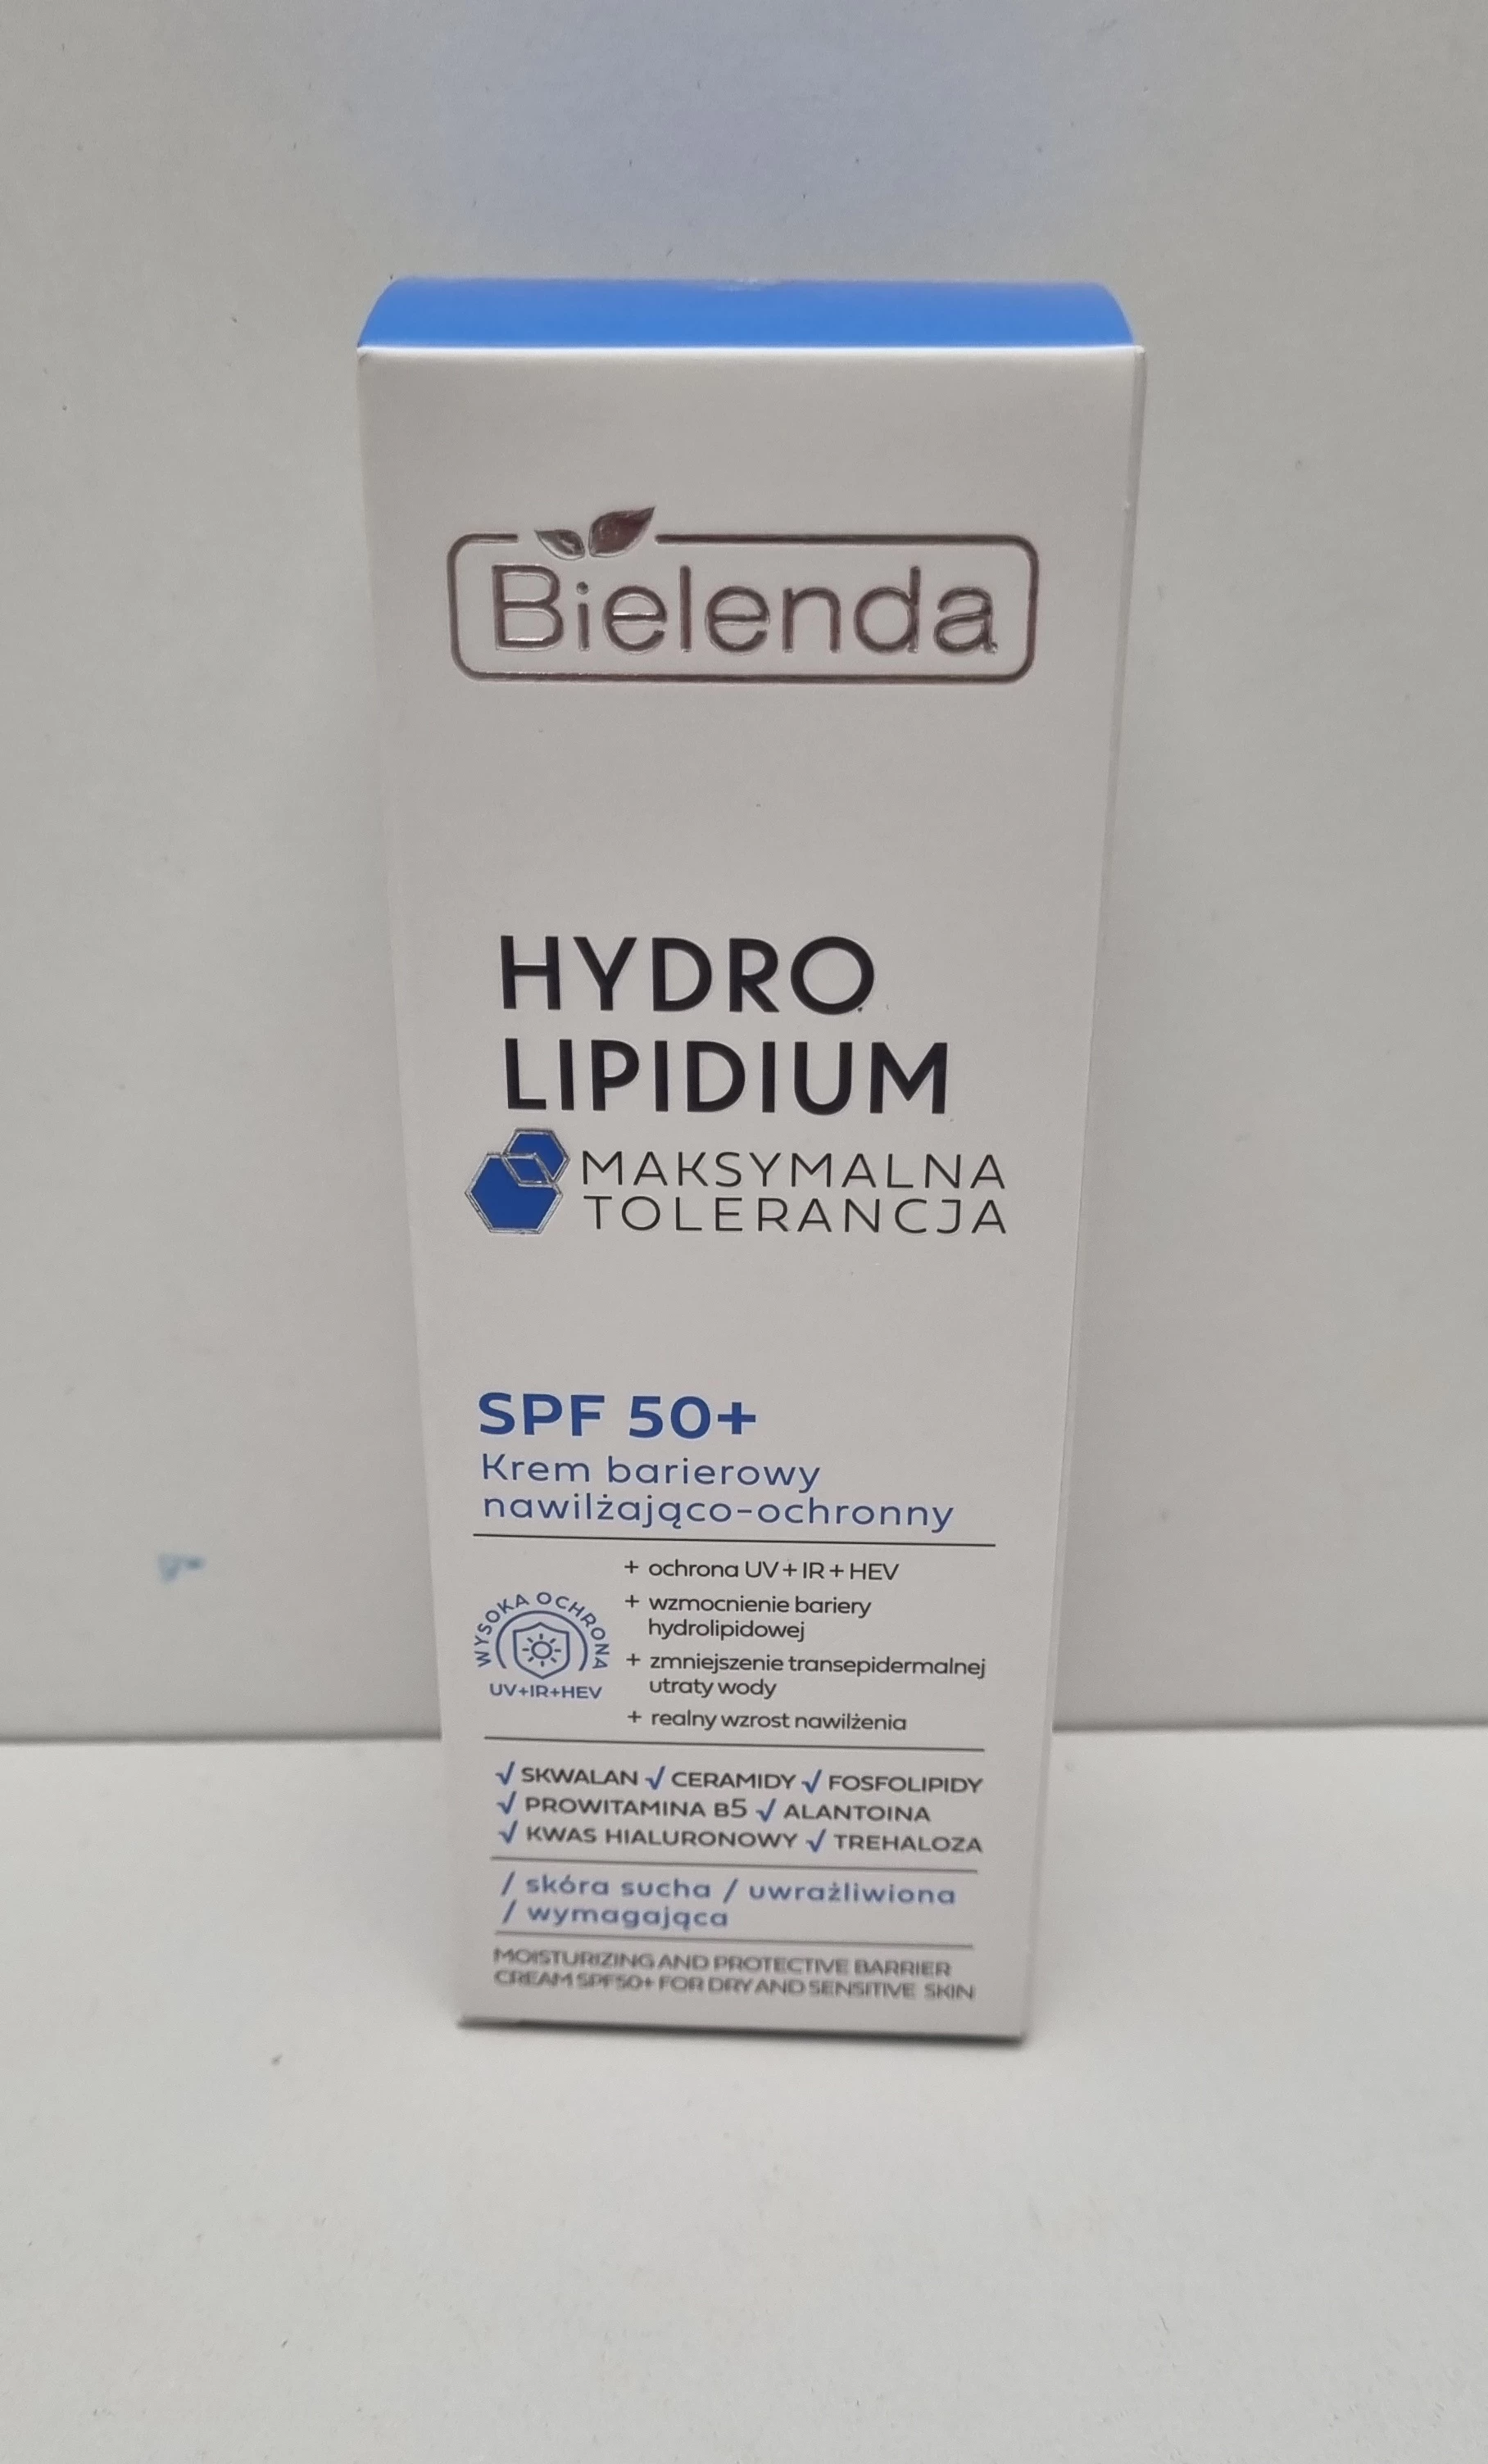 Bielenda
HYDRO
LIPIDIUM
MAKSYMALNA
TOLERANCJA
SPF 50+
Krem barierowy
nawilżająco-ochronny
WYSOKA OCHRONA
UV+IR+HEV
+ ochrona UV+IR+HEV
+ wzmocnienie bariery
hydrolipidowej
+ zmniejszenie transepidermalnej
utraty wody
+ realny wzrost nawilżenia
√ SKWALAN √ CERAMIDY √ FOSFOLIPIDY
√ PROWITAMINA B5 √ ALANTOINA
√ KWAS HIALURONOWY √ TREHALOZA
/ skóra sucha / uwrażliwiona
/ wymagająca
MOISTURIZING AND PROTECTIVE BARRIER
CREAM SPF50+ FOR DRY AND SENSITIVE SKIN